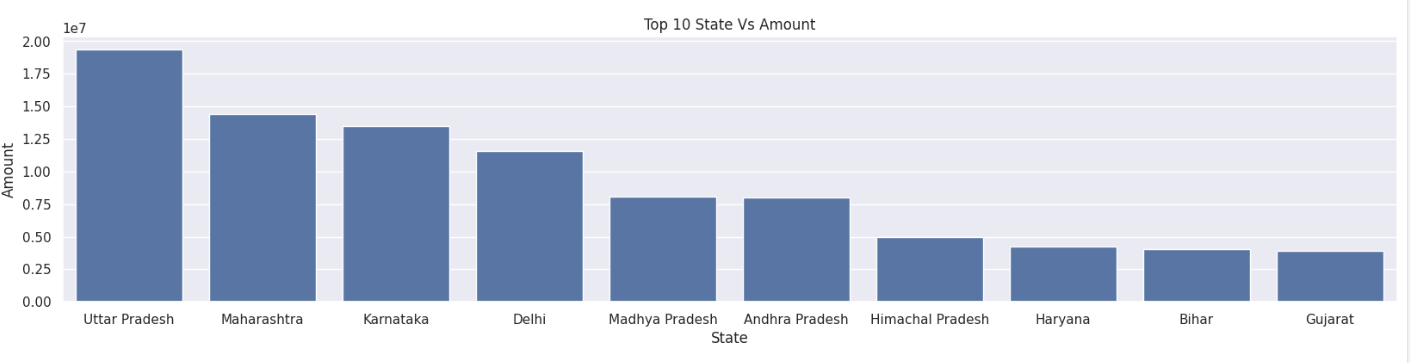 Top 10 State Vs Amount
1e7
2.00
1.75
1.50
1.25
1.00
0.75
0.50
0.25
0.00
Amount
Uttar Pradesh Maharashtra Karnataka Delhi Madhya Pradesh Andhra Pradesh Himachal Pradesh Haryana Bihar Gujarat
State